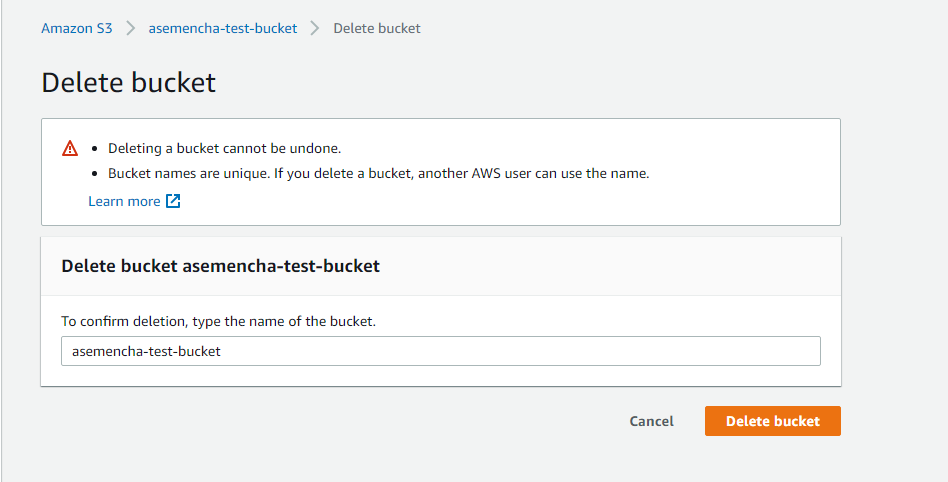 Amazon S3 > asemencha-test-bucket > Delete bucket
Delete bucket
• Deleting a bucket cannot be undone.
• Bucket names are unique. If you delete a bucket, another AWS user can use the name.
Learn more
Delete bucket asemencha-test-bucket
To confirm deletion, type the name of the bucket.
asemencha-test-bucket
Cancel Delete bucket